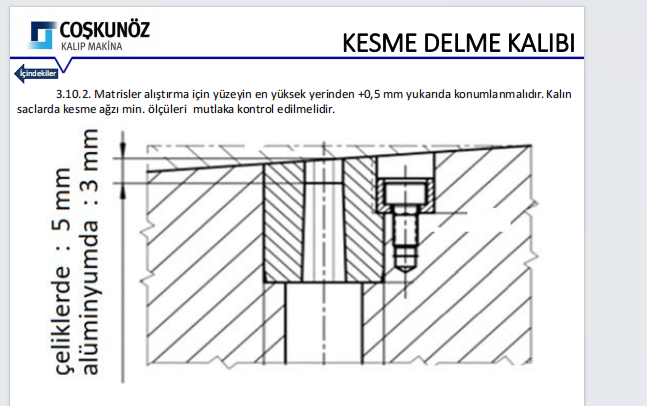 COŞKUNÖZ
KALIP MAKİNA
KESME DELME KALIBI
İçindekiler
3.10.2. Matrisler alıştırma için yüzeyin en yüksek yerinden +0,5 mm yukarıda konumlanmalıdır. Kalın
saclarda kesme ağzı min. ölçüleri mutlaka kontrol edilmelidir.
çeliklerde : 5 mm
alüminyumda : 3 mm